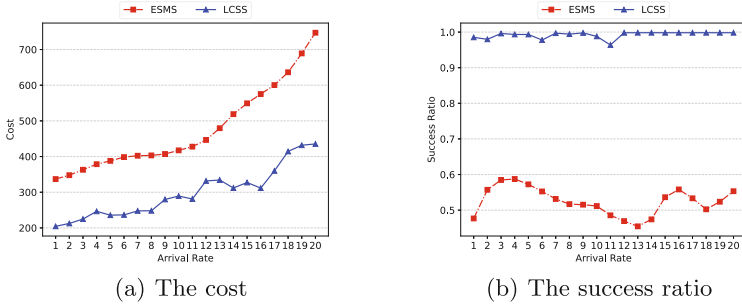 ESMS LCSS
700
600
500
400
300
200
Cost
1 2 3 4 5 6 7 8 9 10 11 12 13 14 15 16 17 18 19 20
Arrival Rate
(a) The cost
ESMS LCSS
1.0
0.9
0.8
0.7
0.6
0.5
Success Ratio
1 2 3 4 5 6 7 8 9 10 11 12 13 14 15 16 17 18 19 20
Arrival Rate
(b) The success ratio